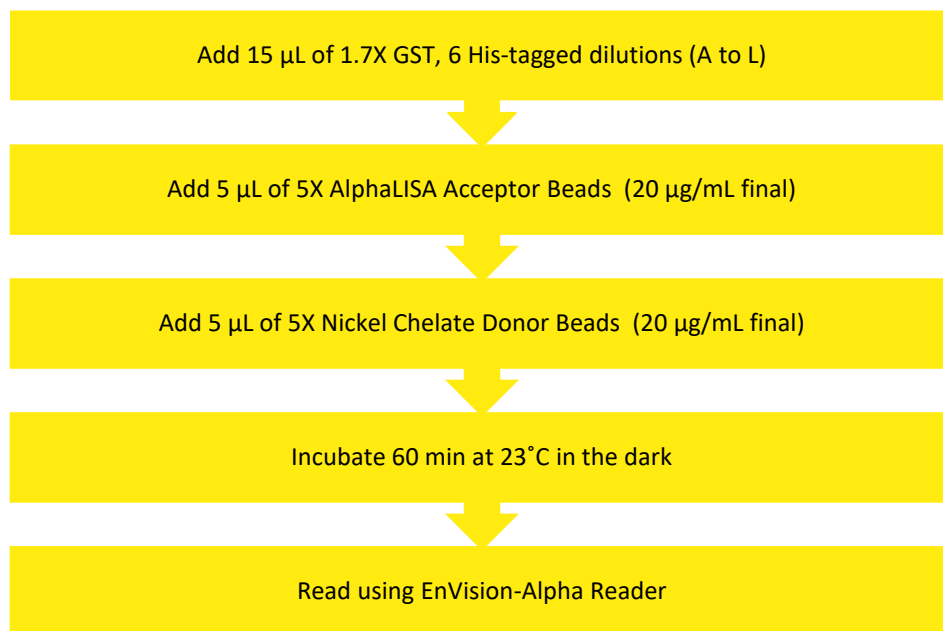 Add 15 µL of 1.7X GST, 6 His-tagged dilutions (A to L)
Add 5 µL of 5X AlphaLISA Acceptor Beads  (20 µg/mL final)
Add 5 µL of 5X Nickel Chelate Donor Beads  (20 µg/mL final)
Incubate 60 min at 23˚C in the dark
Read using EnVision-Alpha Reader